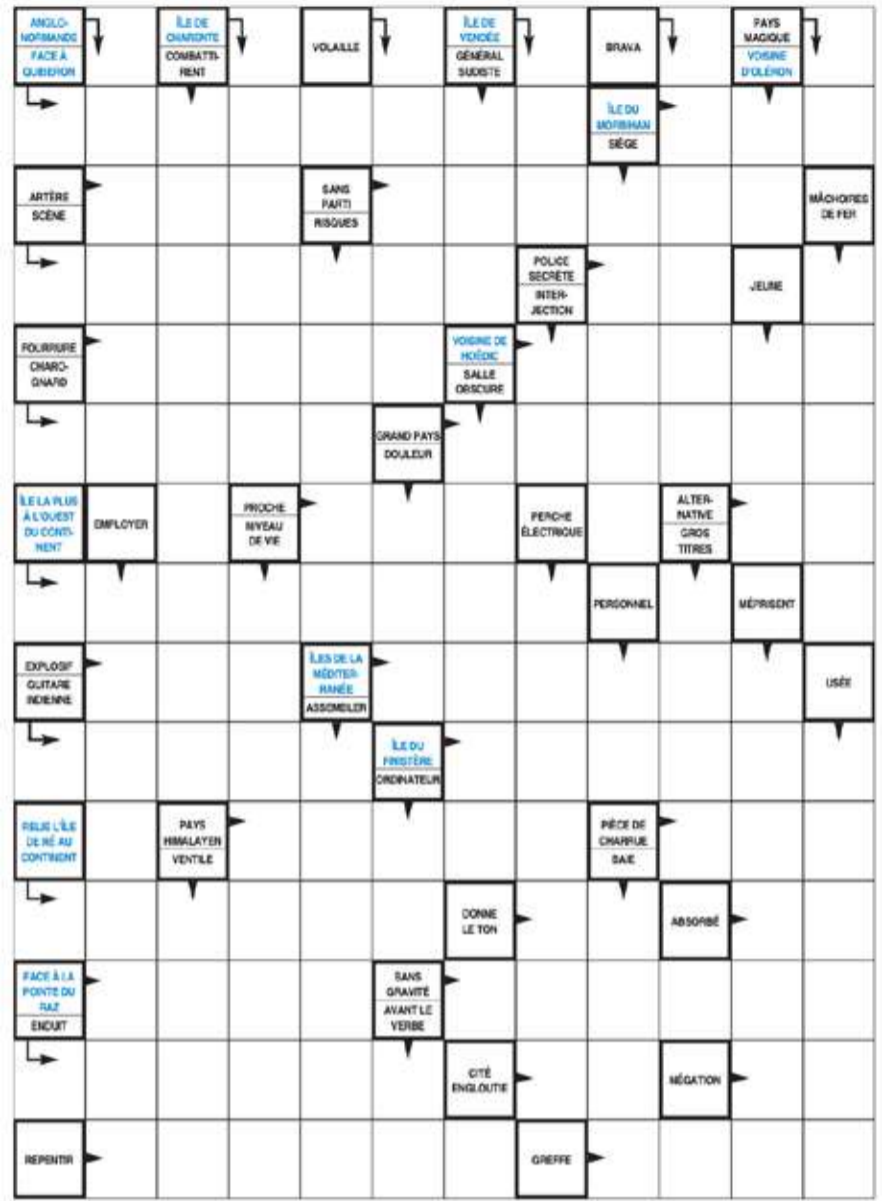 ANGLO-
NORMANDE
FACE À
QUIBERON
ÎLE DE
CHARENTE
COMBATTI-
RENT
VOLAILLE
ÎLE DE
VENDÉE
GÉNÉRAL
SUDISTE
BRAVA
PAYS
MAGIQUE
VOISINE
D'OLÉRON
ÎLE DU
MORBIHAN
SIÈGE
ARTÈRE
SCÈNE
SANS
PARTI
RISQUES
MÂCHOIRES
DE FER
POLICE
SECRÈTE
INTER-
JECTION
JEUNE
FOURRURE
CHARO-
GNARD
VOISINE DE
HOËDIC
SALLE
OBSCURE
GRAND PAYS
DOULEUR
ÎLE LA PLUS
À L'OUEST
DU CONTI-
NENT
EMPLOYER
PROCHE
NIVEAU
DE VIE
PERCHE
ÉLECTRIQUE
ALTER-
NATIVE
GROS
TITRES
PERSONNEL
MÉPRISENT
EXPLOSIF
GUITARE
INDIENNE
ÎLES DE LA
MÉDITER-
RANÉE
ASSEMBLER
USÉE
ÎLE DU
FINISTÈRE
ORDINATEUR
RELIE L'ÎLE
DE RÉ AU
CONTINENT
PAYS
HIMALAYEN
VENTILE
PIÈCE DE
CHARRUE
BAIE
DONNE
LE TON
ABSORBÉ
FACE À LA
POINTE DU
RAZ
ENDUIT
SANS
GRAVITÉ
AVANT LE
VERBE
CITÉ
ENGLOUTIE
NÉGATION
REPENTIR
GREFFE